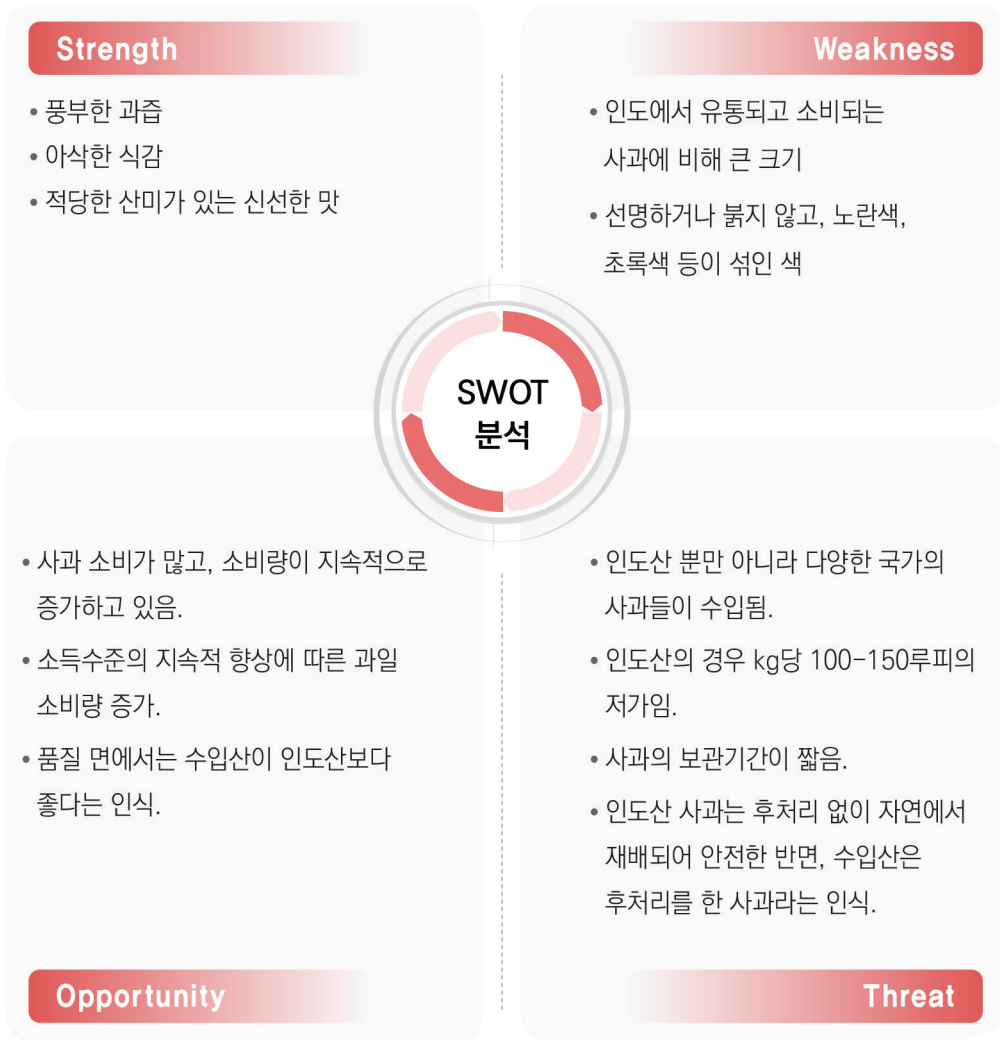 Strength
• 풍부한 과즙
• 아삭한 식감
• 적당한 산미가 있는 신선한 맛
Weakness
• 인도에서 유통되고 소비되는
사과에 비해 큰 크기
• 선명하거나 붉지 않고, 노란색,
초록색 등이 섞인 색
SWOT
분석
• 사과 소비가 많고, 소비량이 지속적으로
증가하고 있음.
• 소득수준의 지속적 향상에 따른 과일
소비량 증가.
• 품질 면에서는 수입산이 인도산보다
좋다는 인식.
Opportunity
• 인도산 뿐만 아니라 다양한 국가의
사과들이 수입됨.
• 인도산의 경우 kg당 100-150루피의
저가임.
• 사과의 보관기간이 짧음.
• 인도산 사과는 후처리 없이 자연에서
재배되어 안전한 반면, 수입산은
후처리를 한 사과라는 인식.
Threat